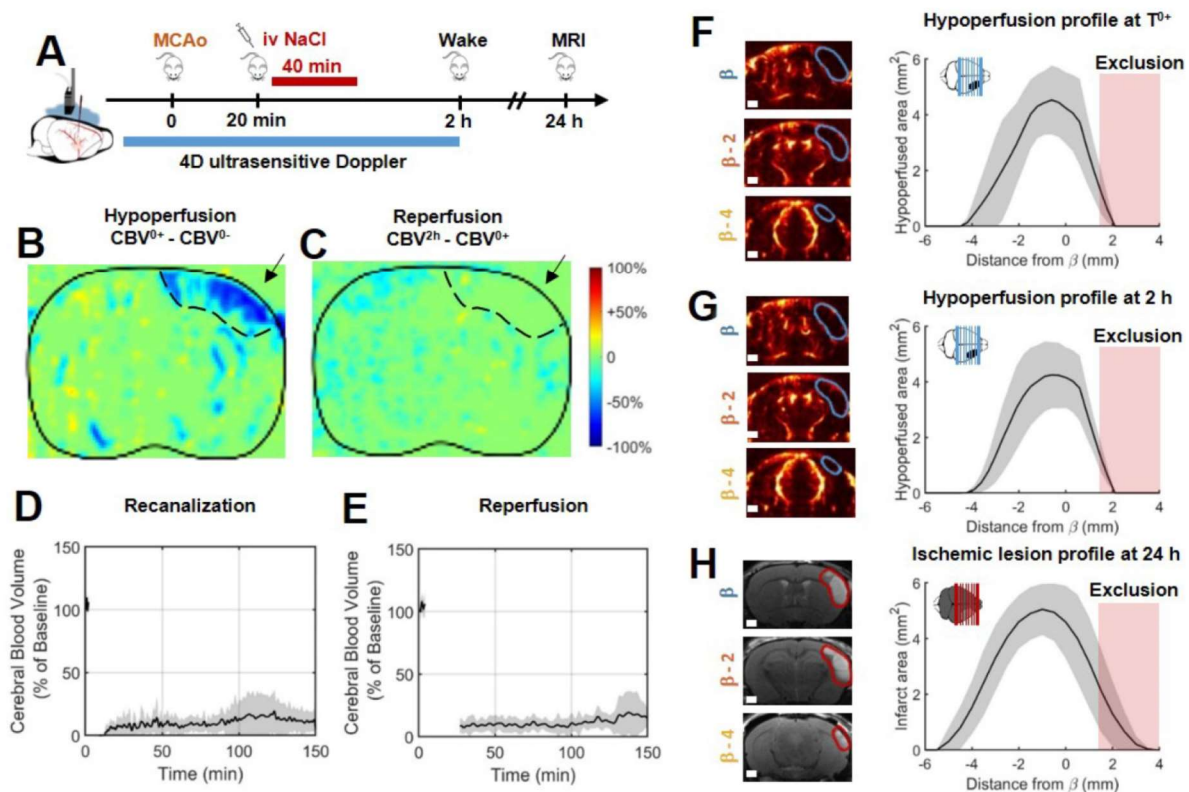 A
MCAo
iv NaCl
40 min
Wake
MRI
0
20 min
2 h
24 h
4D ultrasensitive Doppler
B
Hypoperfusion
CBV0+ - CBV0-
C
Reperfusion
CBV2h - CBV0+
100%
+50%
0
-50%
-100%
D
Recanalization
Cerebral Blood Volume
(% of Baseline)
150
100
50
0
0
50
100
150
Time (min)
E
Reperfusion
Cerebral Blood Volume
(% of Baseline)
150
100
50
0
0
50
100
150
Time (min)
F
β
β - 2
β - 4
Hypoperfusion profile at T0+
Exclusion
Hypoperfused area (mm2)
6
4
2
0
-6
-4
-2
0
2
4
Distance from β (mm)
G
β
β - 2
β - 4
Hypoperfusion profile at 2 h
Exclusion
Hypoperfused area (mm2)
6
4
2
0
-6
-4
-2
0
2
4
Distance from β (mm)
H
β
β - 2
β - 4
Ischemic lesion profile at 24 h
Exclusion
Infarct area (mm2)
6
4
2
0
-6
-4
-2
0
2
4
Distance from β (mm)